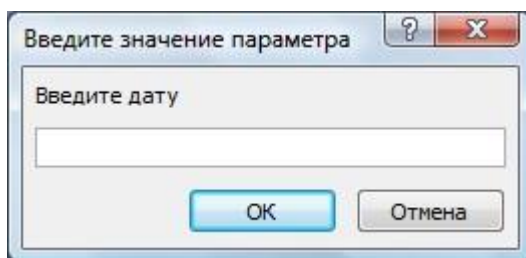 Введите значение параметра
Введите дату
ОК
Отмена